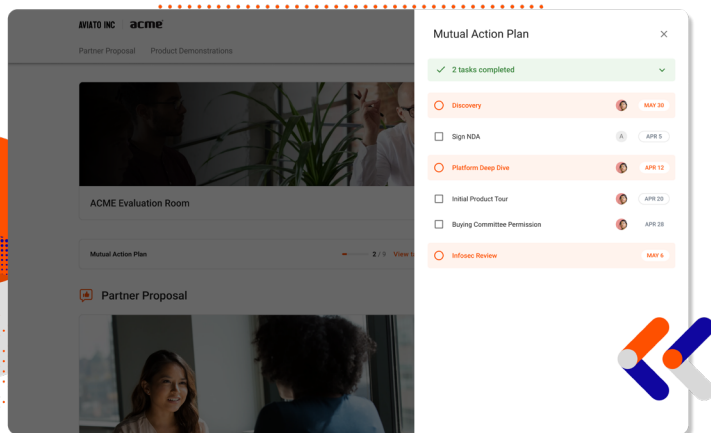 AVIATO INC acme
Partner Proposal Product Demonstrations
ACME Evaluation Room
Mutual Action Plan 2 / 9 View
Partner Proposal
Mutual Action Plan
2 tasks completed
Discovery MAY 30
Sign NDA A APR 5
Platform Deep Dive APR 12
Initial Product Tour APR 20
Buying Committee Permission APR 28
Infosec Review MAY 6